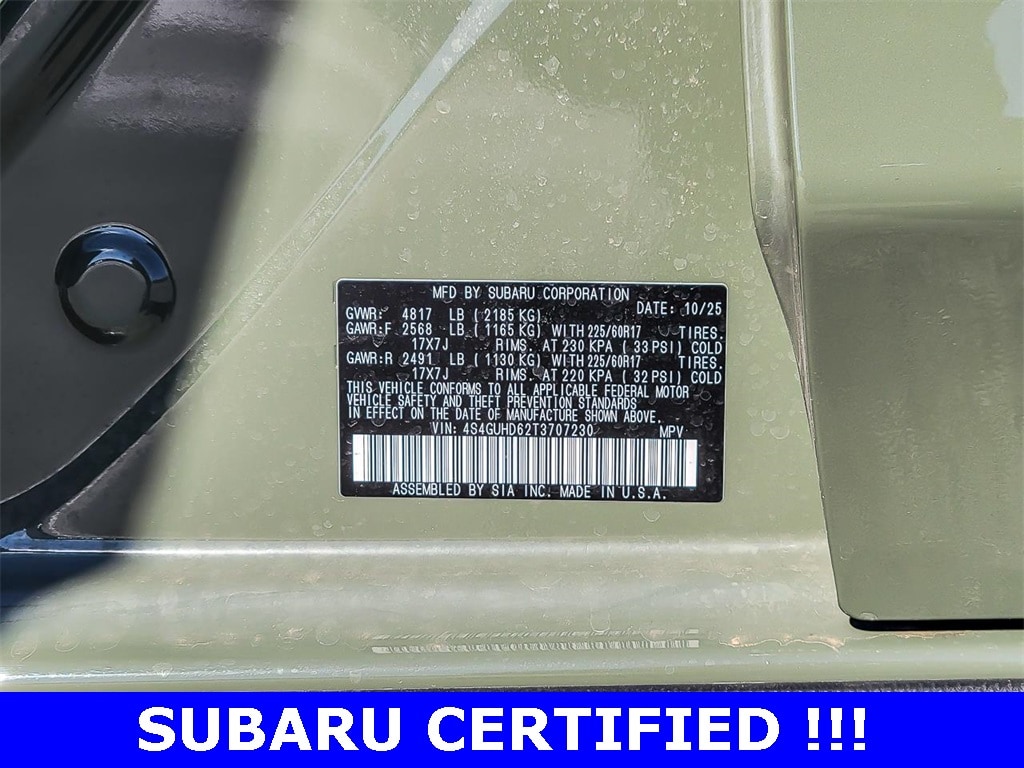 MFD BY SUBARU CORPORATION
GVWR: 4817 LB ( 2185 KG) DATE: 10/25
GAWR:F 2568 LB ( 1165 KG) WITH 225/60R17 TIRES.
17X7J RIMS. AT 230 KPA ( 33 PSI) COLD
GAWR:R 2491 LB ( 1130 KG) WITH 225/60R17 TIRES.
17X7J RIMS. AT 220 KPA ( 32 PSI) COLD
THIS VEHICLE CONFORMS TO ALL APPLICABLE FEDERAL MOTOR
VEHICLE SAFETY AND THEFT PREVENTION STANDARDS
IN EFFECT ON THE DATE OF MANUFACTURE SHOWN ABOVE.
VIN: 4S4GUHD62T3707230 MPV
ASSEMBLED BY SIA INC. MADE IN U.S.A.
SUBARU CERTIFIED !!!